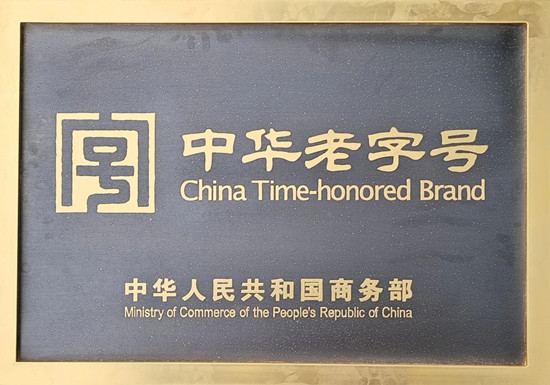 中华老字号
China Time-honored Brand
中华人民共和国商务部
Ministry of Commerce of the People's Republic of China